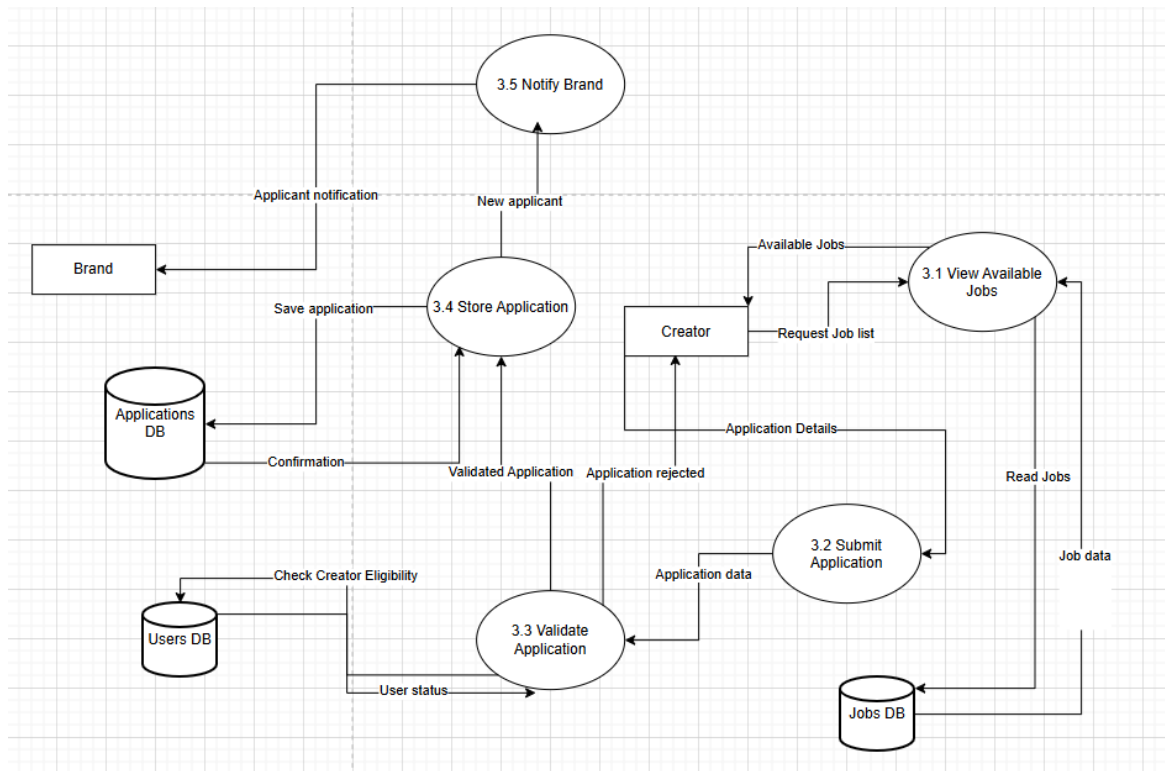 3.5 Notify Brand
Applicant notification
New applicant
Brand
Available Jobs
3.1 View Available
Jobs
Save application
3.4 Store Application
Creator
Request Job list
Applications
DB
Application Details
Confirmation
Validated Application
Application rejected
Read Jobs
3.2 Submit
Application
Job data
Check Creator Eligibility
Application data
Users DB
3.3 Validate
Application
User status
Jobs DB